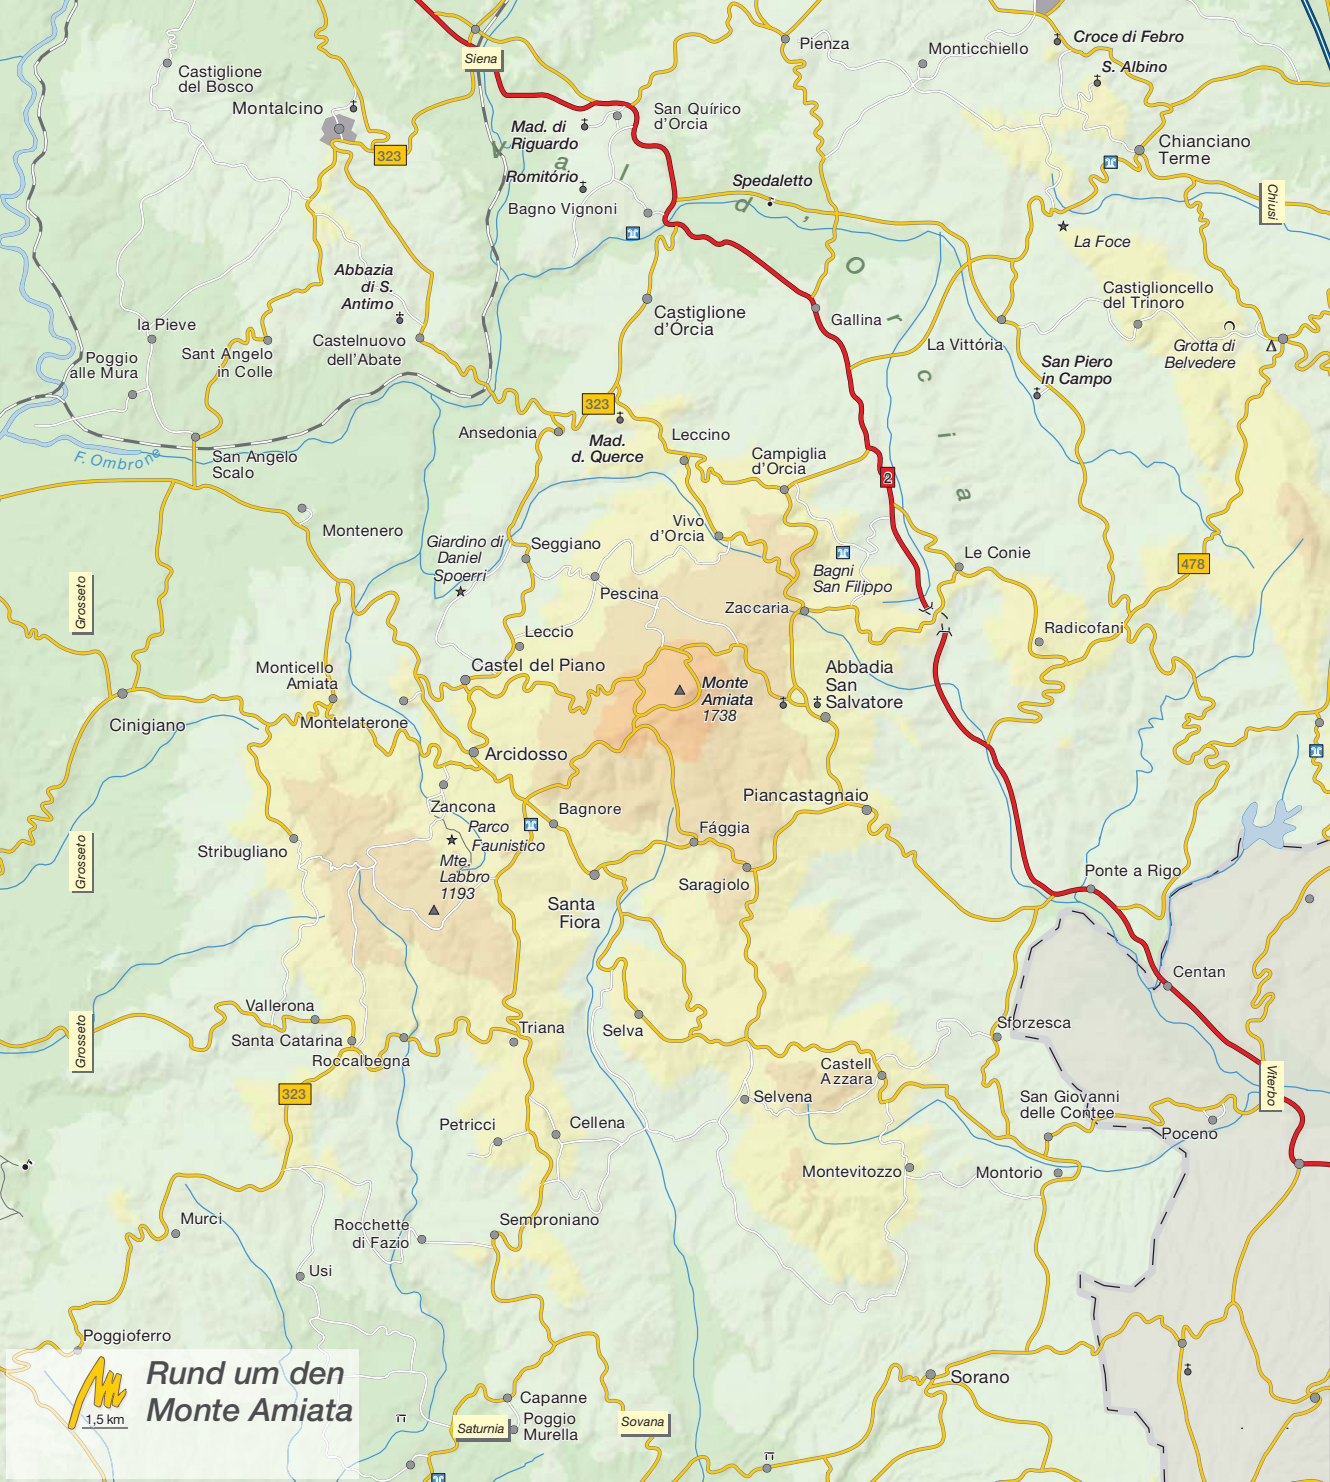 Siena
Castiglione
del Bosco
Montalcino
323
Mad. di
Riguardo
Romitório
Bagno Vignoni
San Quírico
d'Orcia
Pienza
Monticchiello
Croce di Febro
S. Albino
Chianciano
Terme
Spedaletto
Chiusi
La Foce
Val d'Orcia
Abbazia
di S.
Antimo
Castelnuovo
dell'Abate
la Pieve
Poggio
alle Mura
Sant Angelo
in Colle
Castiglione
d'Órcia
Gallina
La Vittória
Castiglioncello
del Trinoro
Grotta di
Belvedere
San Piero
in Campo
323
Ansedonia
Mad.
d. Querce
Leccino
Campiglia
d'Orcia
2
F. Ombrone
San Angelo
Scalo
Montenero
Giardino di
Daniel
Spoerri
Seggiano
Vivo
d'Orcia
Bagni
San Filippo
Le Conie
478
Grosseto
Pescina
Zaccaria
Radicofani
Leccio
Castel del Piano
Monticello
Amiata
Montelaterone
Cinigiano
Monte
Amiata
1738
Abbadia
San
Salvatore
Arcidosso
Zancona
Parco
Faunistico
Bagnore
Piancastagnaio
Fággia
Stribugliano
Grosseto
Mte.
Labbro
1193
Saragiolo
Ponte a Rigo
Santa
Fiora
Centan
Vallerona
Santa Catarina
Roccalbegna
Grosseto
Triana
Selva
Sforzesca
Castell
Azzara
323
Selvena
San Giovanni
delle Contee
Viterbo
Poceno
Petricci
Cellena
Montevitozzo
Montorio
Murci
Rocchette
di Fazio
Semproniano
Usi
Poggioferro
Rund um den
Monte Amiata
1,5 km
Capanne
Poggio
Murella
Saturnia
Sovana
Sorano